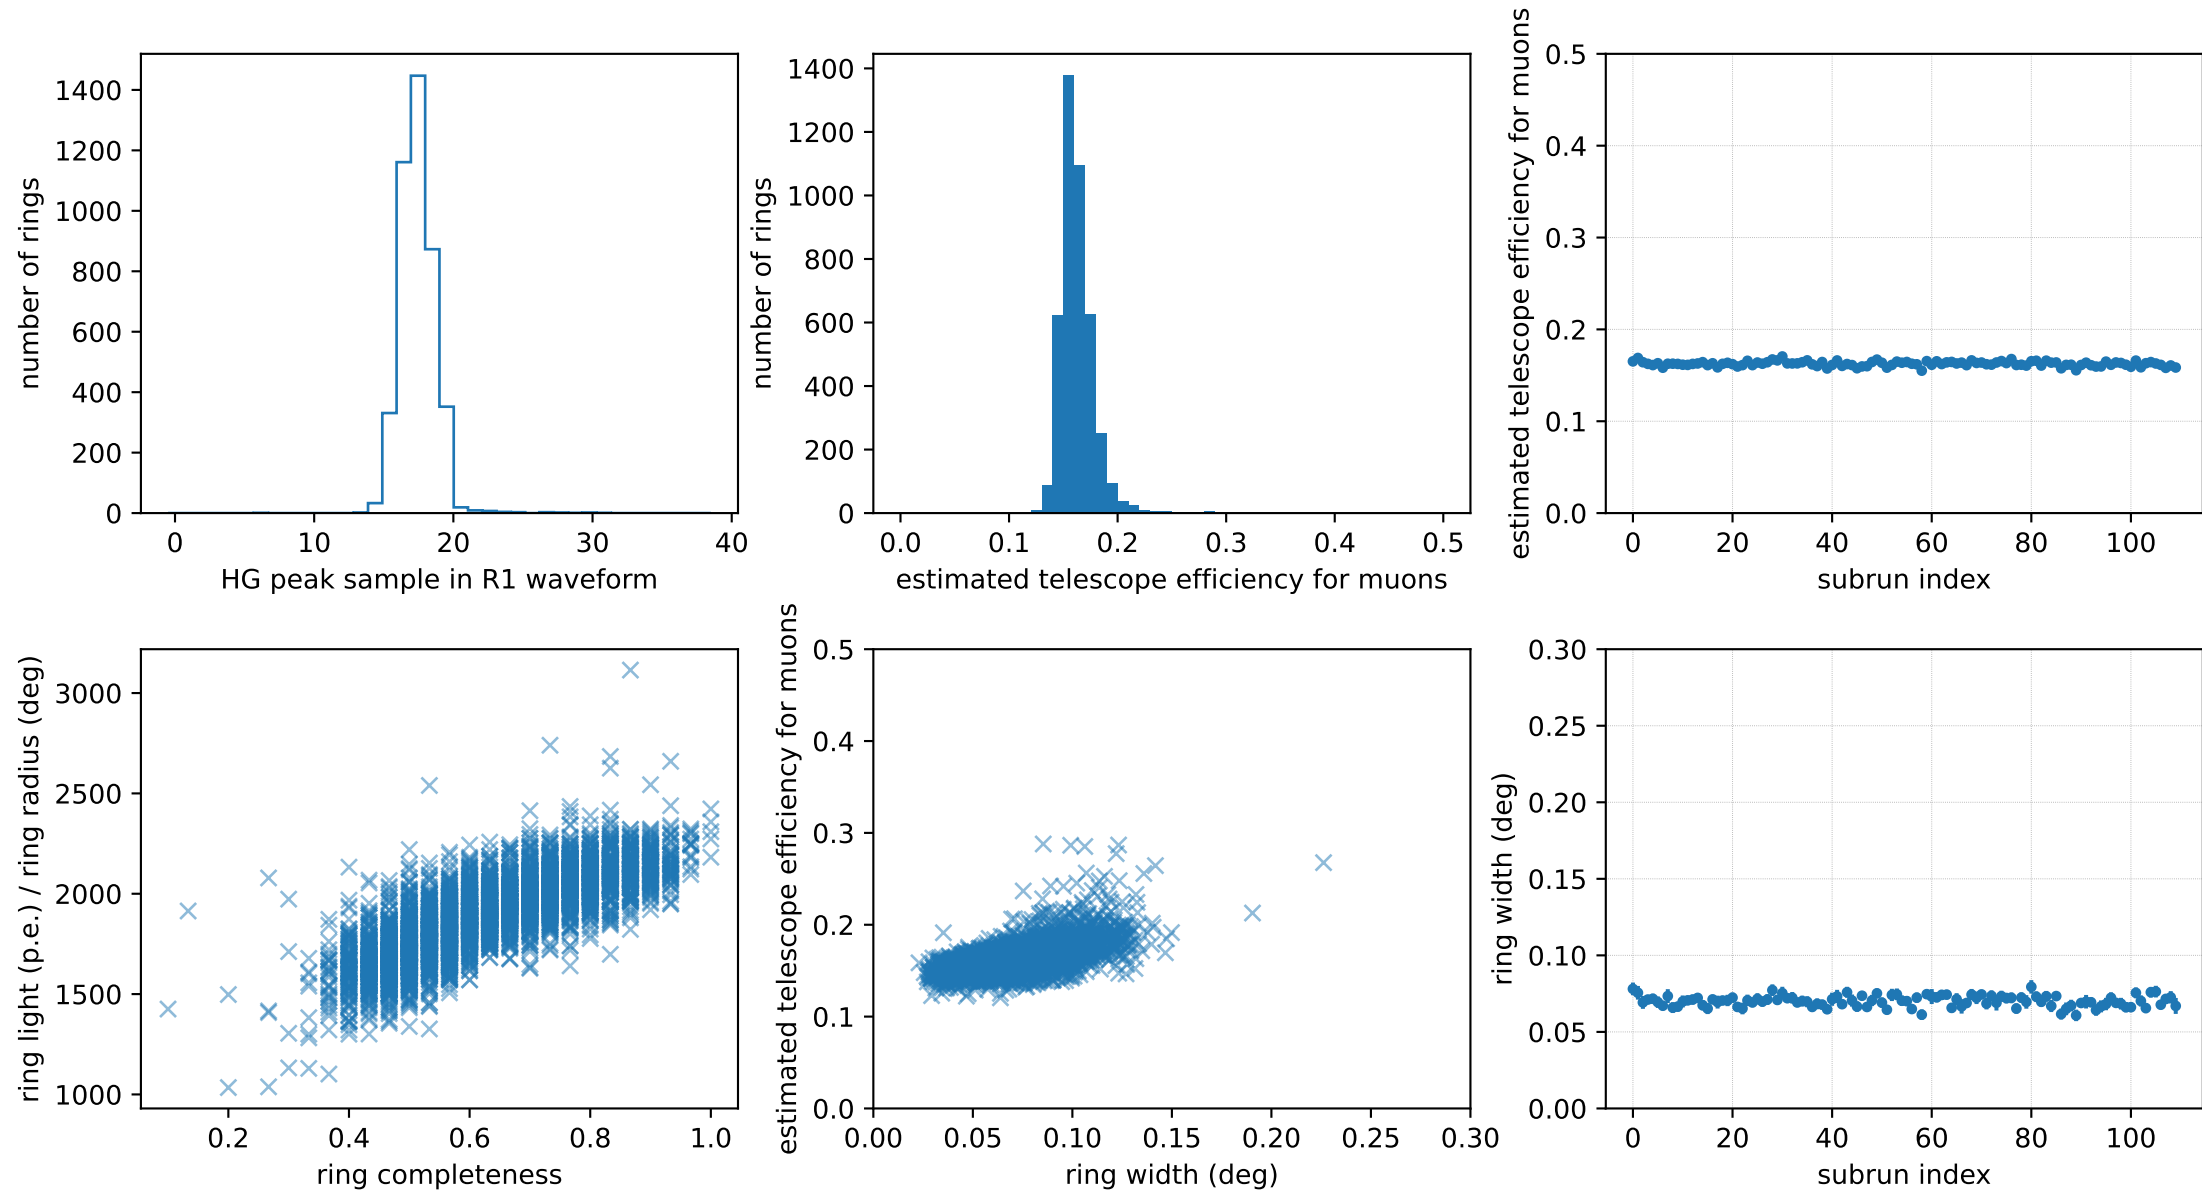 number of rings
1400
1200
1000
800
600
400
200
0
0 10 20 30 40
HG peak sample in R1 waveform
number of rings
1400
1200
1000
800
600
400
200
0
0.0 0.1 0.2 0.3 0.4 0.5
estimated telescope efficiency for muons
estimated telescope efficiency for muons
0.5
0.4
0.3
0.2
0.1
0.0
0 20 40 60 80 100
subrun index
ring light (p.e.) / ring radius (deg)
3000
2500
2000
1500
1000
0.2 0.4 0.6 0.8 1.0
ring completeness
estimated telescope efficiency for muons
0.5
0.4
0.3
0.2
0.1
0.0
0.00 0.05 0.10 0.15 0.20 0.25 0.30
ring width (deg)
ring width (deg)
0.30
0.25
0.20
0.15
0.10
0.05
0.00
0 20 40 60 80 100
subrun index